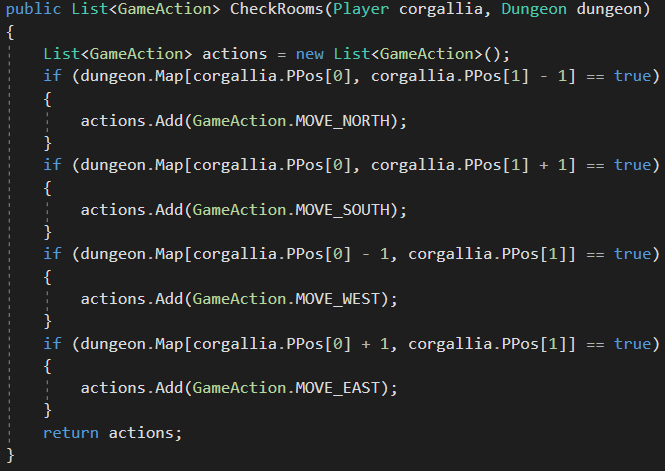 public List<GameAction> CheckRooms(Player corgallia, Dungeon dungeon)
{
    List<GameAction> actions = new List<GameAction>();
    if (dungeon.Map[corgallia.PPos[0], corgallia.PPos[1] - 1] == true)
    {
        actions.Add(GameAction.MOVE_NORTH);
    }
    if (dungeon.Map[corgallia.PPos[0], corgallia.PPos[1] + 1] == true)
    {
        actions.Add(GameAction.MOVE_SOUTH);
    }
    if (dungeon.Map[corgallia.PPos[0] - 1, corgallia.PPos[1]] == true)
    {
        actions.Add(GameAction.MOVE_WEST);
    }
    if (dungeon.Map[corgallia.PPos[0] + 1, corgallia.PPos[1]] == true)
    {
        actions.Add(GameAction.MOVE_EAST);
    }
    return actions;
}